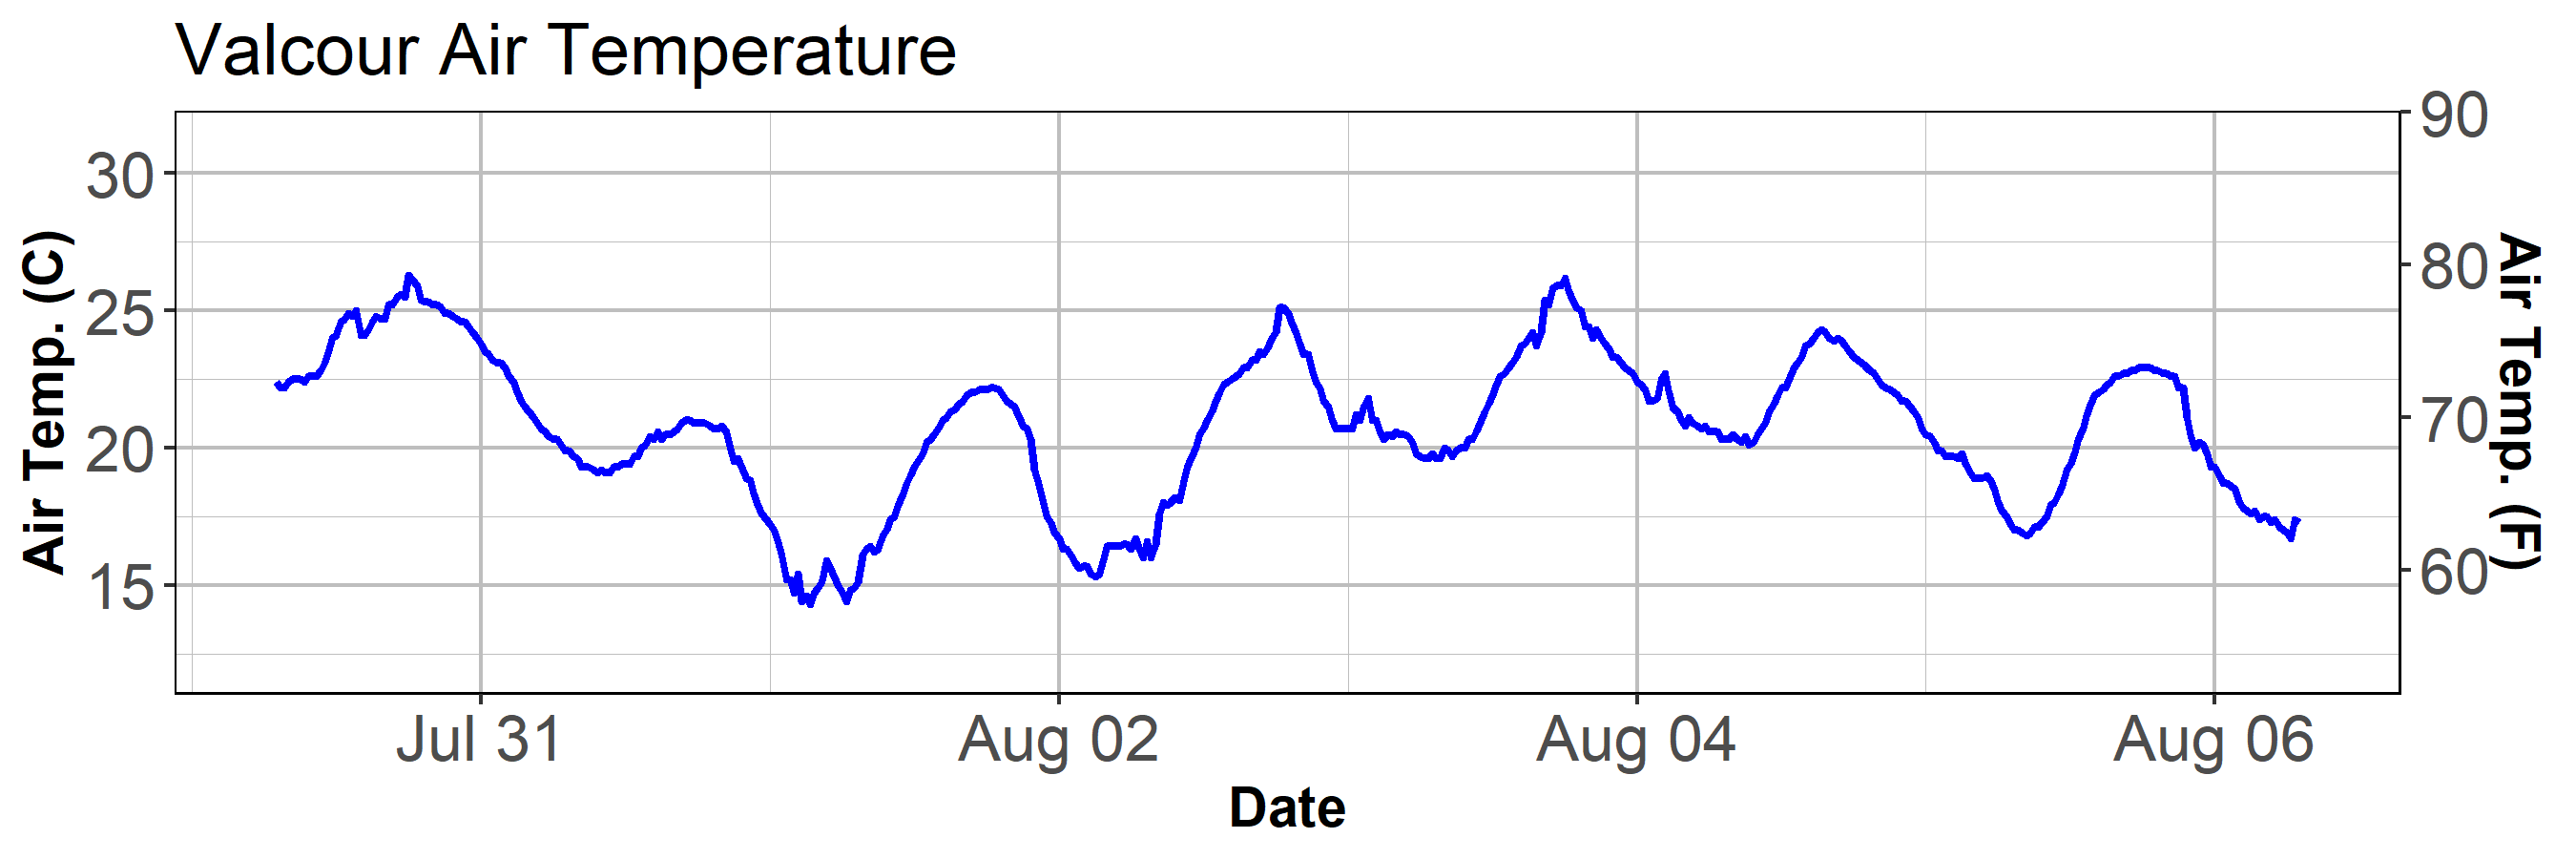 Valcour Air Temperature
90
30
80
25
70
20
60
15
Air Temp. (C)
Air Temp. (F)
Jul 31 Aug 02 Aug 04 Aug 06
Date